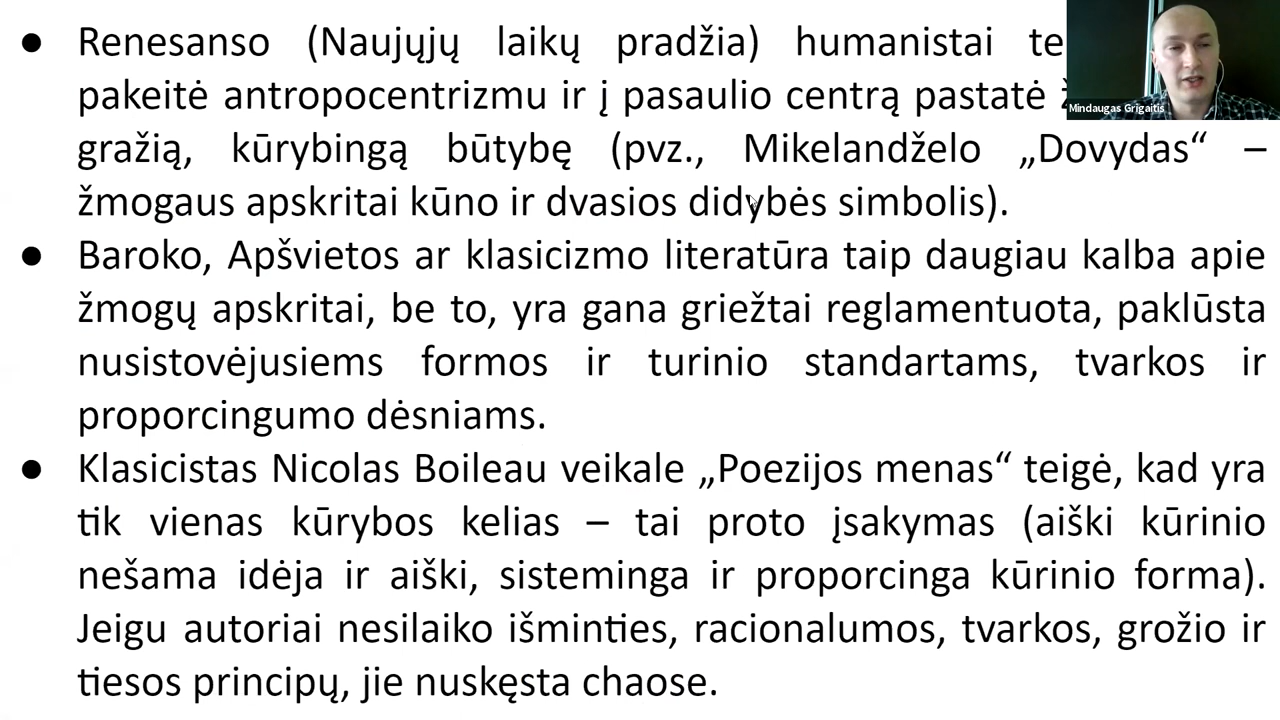 ● Renesanso (Naujųjų laikų pradžia) humanistai
pakeitė antropocentrizmu ir į pasaulio centrą pastatė
gražią, kūrybingą būtybę (pvz., Mikelandželo „Dovydas“ –
žmogaus apskritai kūno ir dvasios didybės simbolis).
● Baroko, Apšvietos ar klasicizmo literatūra taip daugiau kalba apie
žmogų apskritai, be to, yra gana griežtai reglamentuota, paklūsta
nusistovėjusiems formos ir turinio standartams, tvarkos ir
proporcingumo dėsniams.
● Klasicistas Nicolas Boileau veikale „Poezijos menas“ teigė, kad yra
tik vienas kūrybos kelias – tai proto įsakymas (aiški kūrinio
nešama idėja ir aiški, sisteminga ir proporcinga kūrinio forma).
Jeigu autoriai nesilaiko išminties, racionalumos, tvarkos, grožio ir
tiesos principų, jie nuskęsta chaose.
Mindaugas Grigaitis